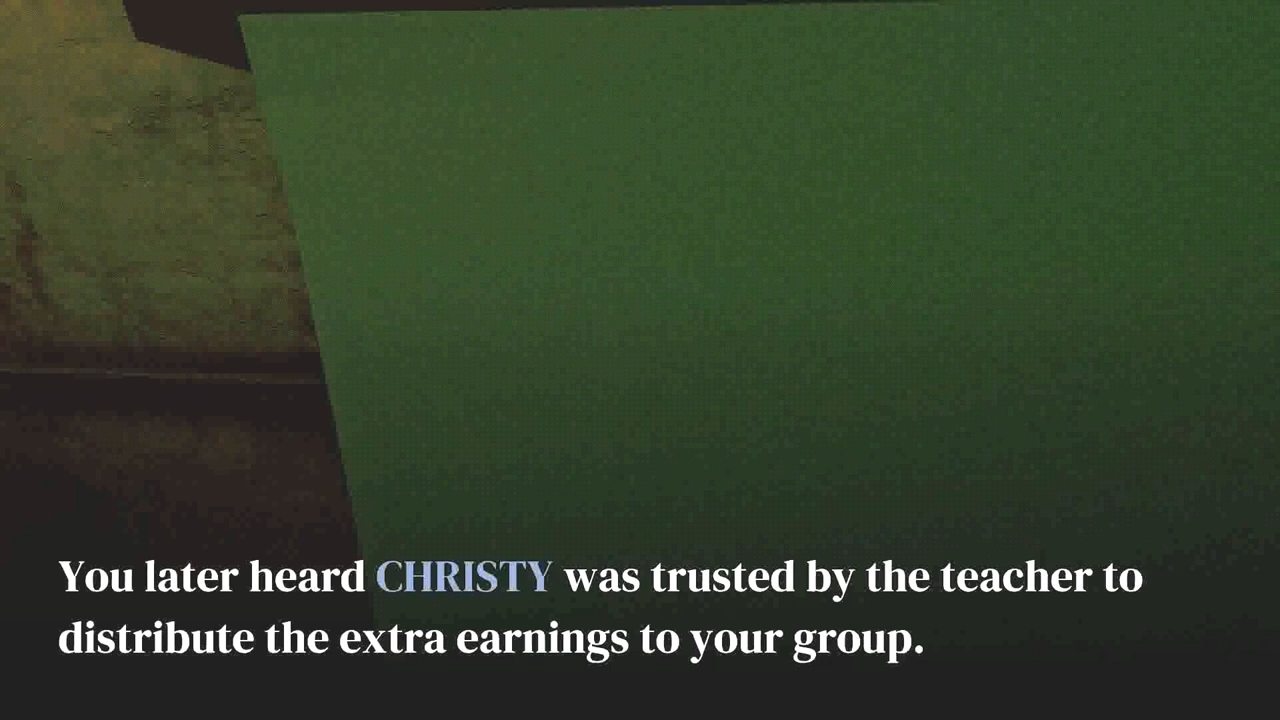 You later heard CHRISTY was trusted by the teacher to
distribute the extra earnings to your group.